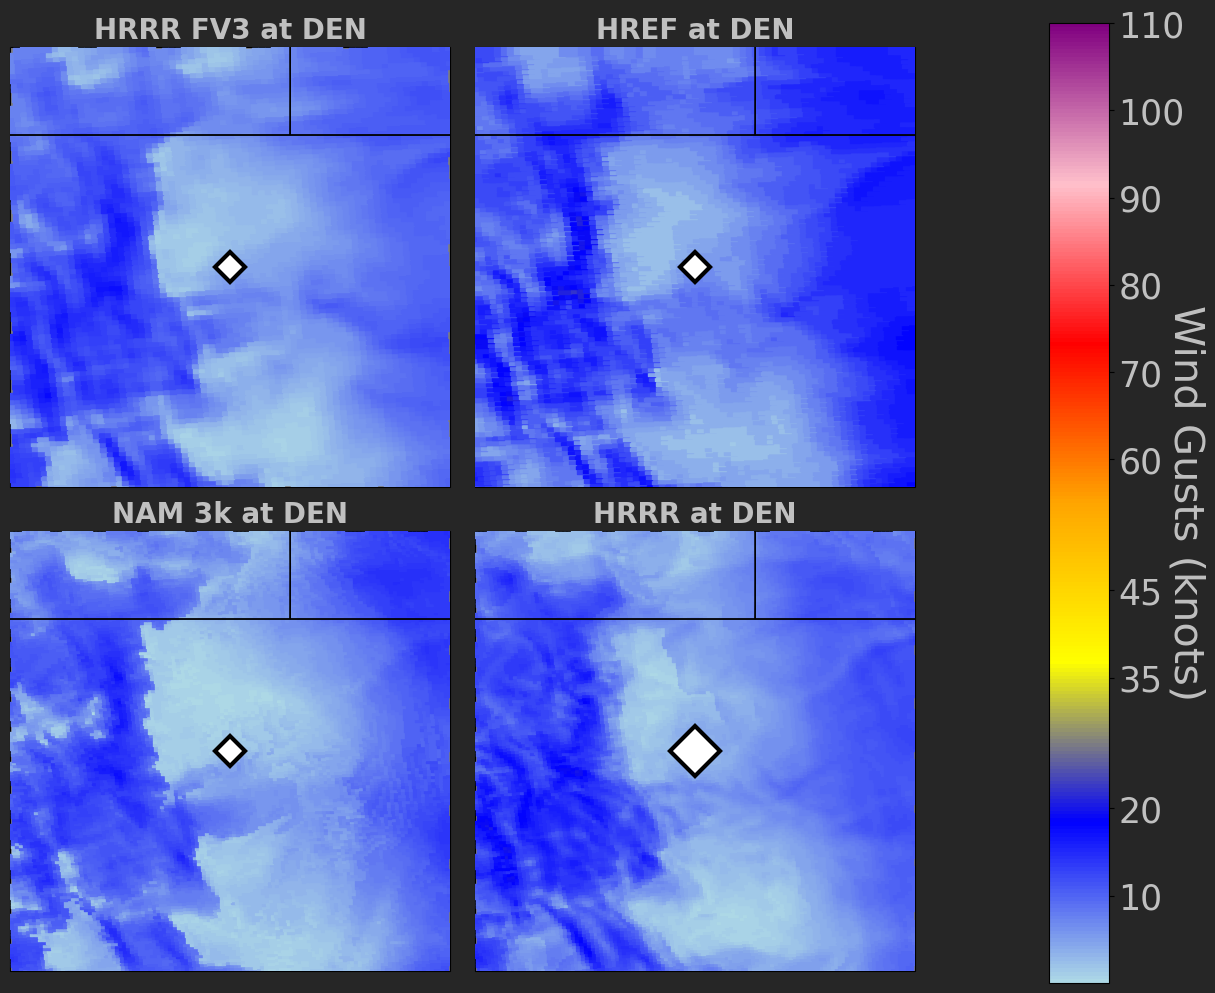 HRRR FV3 at DEN
HREF at DEN
NAM 3k at DEN
HRRR at DEN
110
100
90
80
70
60
45
35
20
10
Wind Gusts (knots)